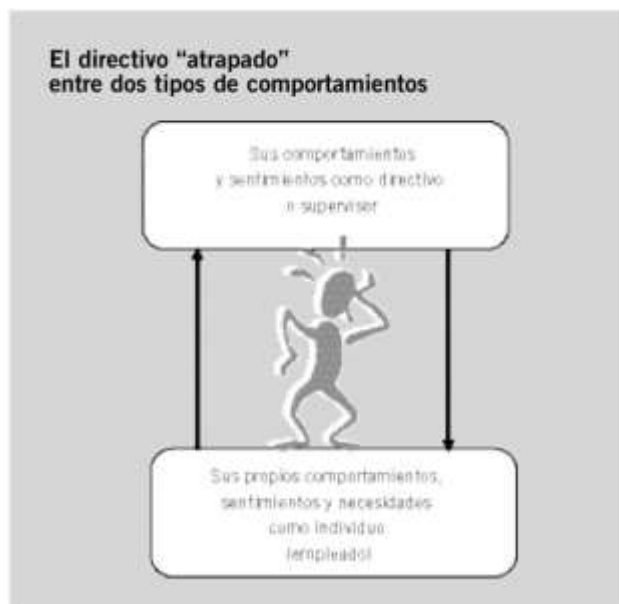 El directivo “atrapado”
entre dos tipos de comportamientos
Sus comportamientos
y sentimientos como directivo
o supervisor
Sus propios comportamientos,
sentimientos y necesidades
como individuo
(empleado)